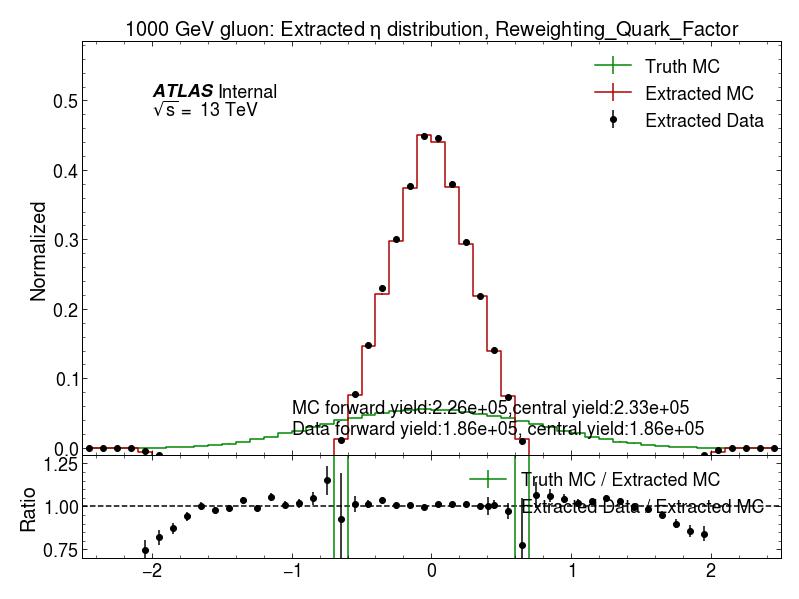 1000 GeV gluon: Extracted η distribution, Reweighting_Quark_Factor
ATLAS Internal
√s = 13 TeV
Truth MC
Extracted MC
Extracted Data
Normalized
0.5
0.4
0.3
0.2
0.1
0.0
MC forward yield:2.26e+05,central yield:2.33e+05
Data forward yield:1.86e+05, central yield:1.86e+05
Ratio
1.25
1.00
0.75
Truth MC / Extracted MC
Extracted Data / Extracted MC
−2 −1 0 1 2